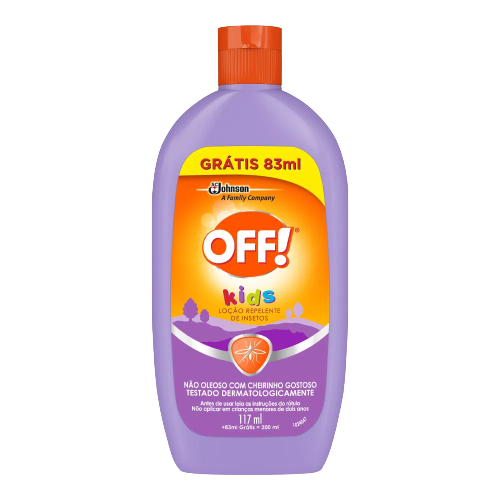 GRÁTIS 83ml
SC Johnson
A Family Company
OFF!®
kids
LOÇÃO REPELENTE
DE INSETOS
NÃO OLEOSO COM CHEIRINHO GOSTOSO
TESTADO DERMATOLOGICAMENTE
Antes de usar leia as instruções do rótulo
Não aplicar em crianças menores de dois anos
117 ml
+83ml Grátis = 200 ml